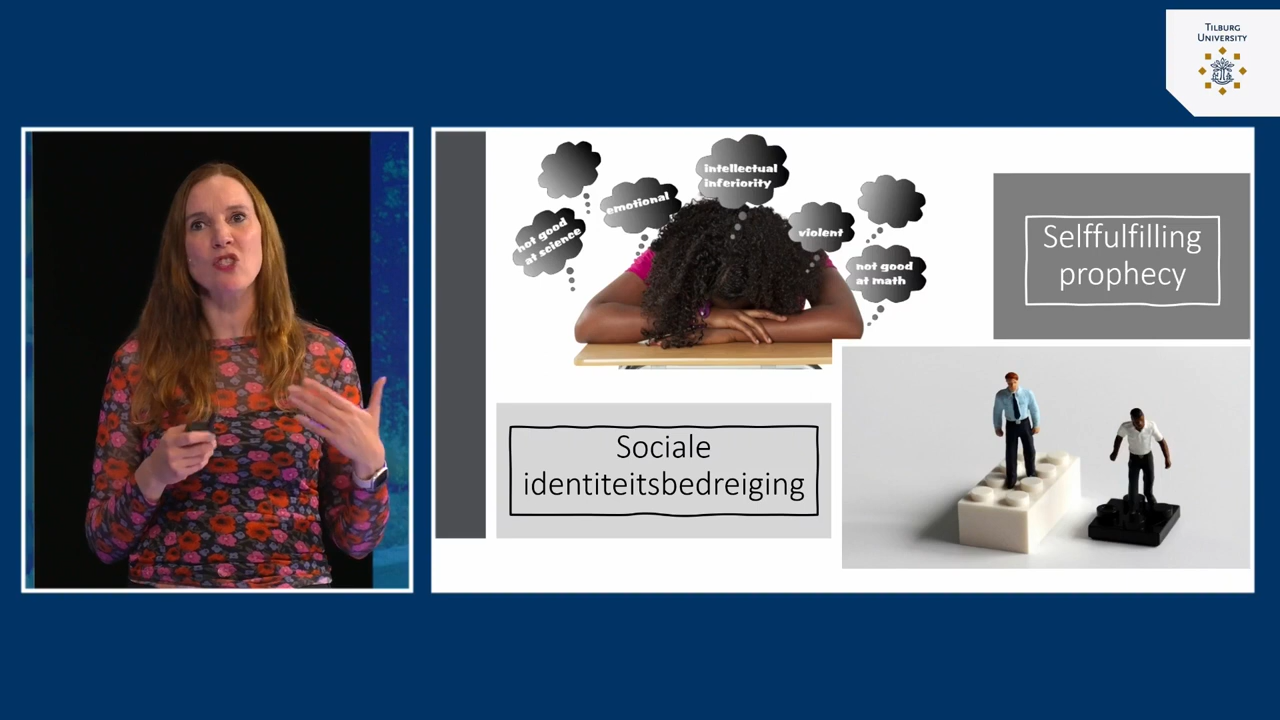 TILBURG
UNIVERSITY
intellectual
inferiority
emotional
not good
at science
violent
not good
at math
Selffulfilling
prophecy
Sociale
identiteitsbedreiging